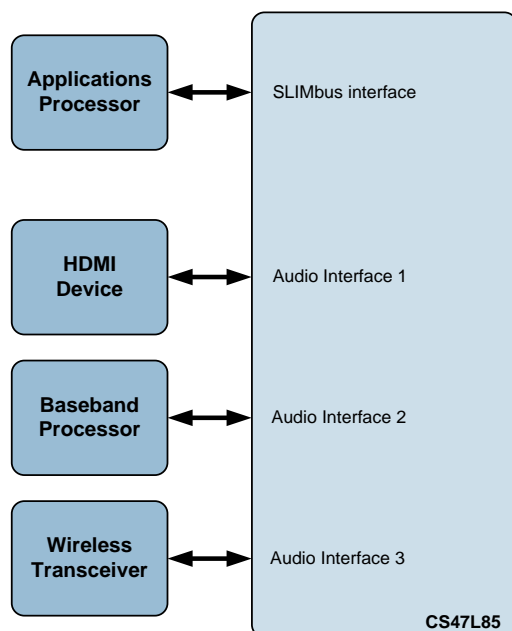 Applications
Processor
SLIMbus interface
HDMI
Device
Audio Interface 1
Baseband
Processor
Audio Interface 2
Wireless
Transceiver
Audio Interface 3
CS47L85